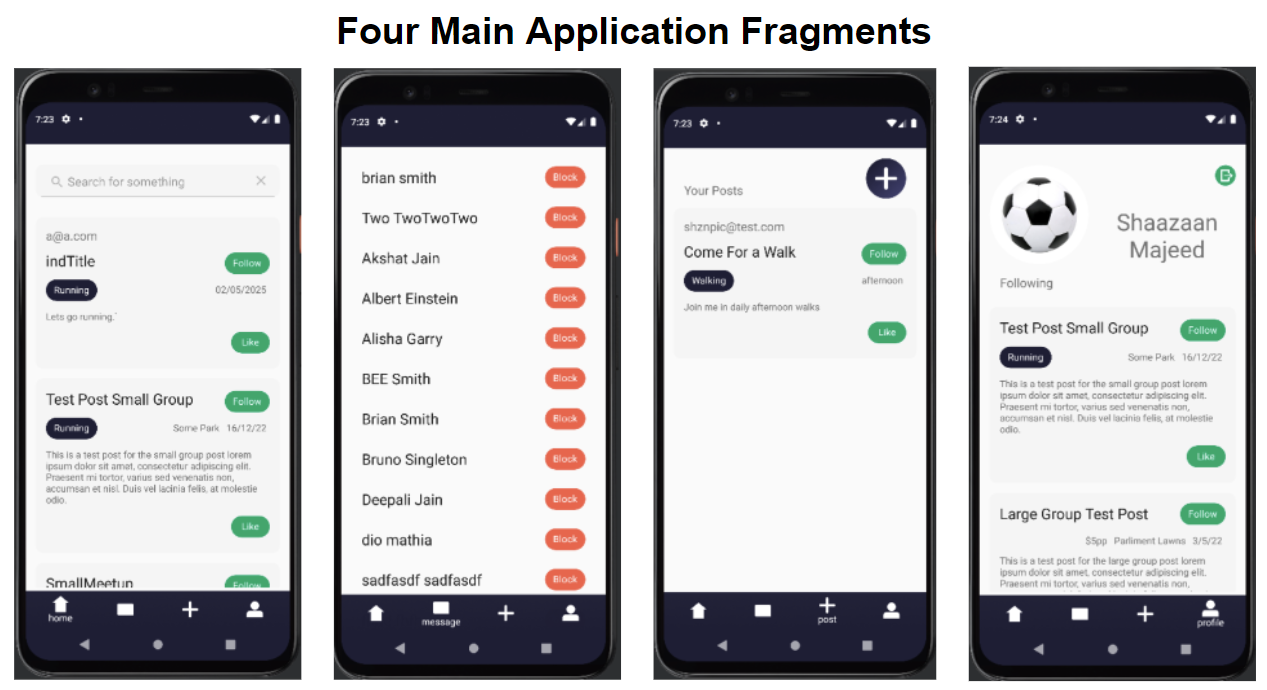 Four Main Application Fragments
7:23
Search for something
a@a.com
indTitle
Follow
Running
02/05/2025
Lets go running.`
Like
Test Post Small Group
Follow
Running
Some Park 16/12/22
This is a test post for the small group post lorem
ipsum dolor sit amet, consectetur adipiscing elit.
Praesent mi tortor, varius sed venenatis non,
accumsan et nisl. Duis vel lacinia felis, at molestie
odio.
Like
SmallMeetup
Follow
home
7:23
brian smith Block
Two TwoTwoTwo Block
Akshat Jain Block
Albert Einstein Block
Alisha Garry Block
BEE Smith Block
Brian Smith Block
Bruno Singleton Block
Deepali Jain Block
dio mathia Block
sadfasdf sadfasdf Block
message
7:23
Your Posts
shznpic@test.com
Come For a Walk
Follow
Walking
afternoon
Join me in daily afternoon walks
Like
post
7:24
Shaazaan
Majeed
Following
Test Post Small Group
Follow
Running
Some Park 16/12/22
This is a test post for the small group post lorem
ipsum dolor sit amet, consectetur adipiscing elit.
Praesent mi tortor, varius sed venenatis non,
accumsan et nisl. Duis vel lacinia felis, at molestie
odio.
Like
Large Group Test Post
Follow
$5pp Parliment Lawns 3/5/22
This is a test post for the large group post lorem
ipsum dolor sit amet, consectetur adipiscing elit.
profile